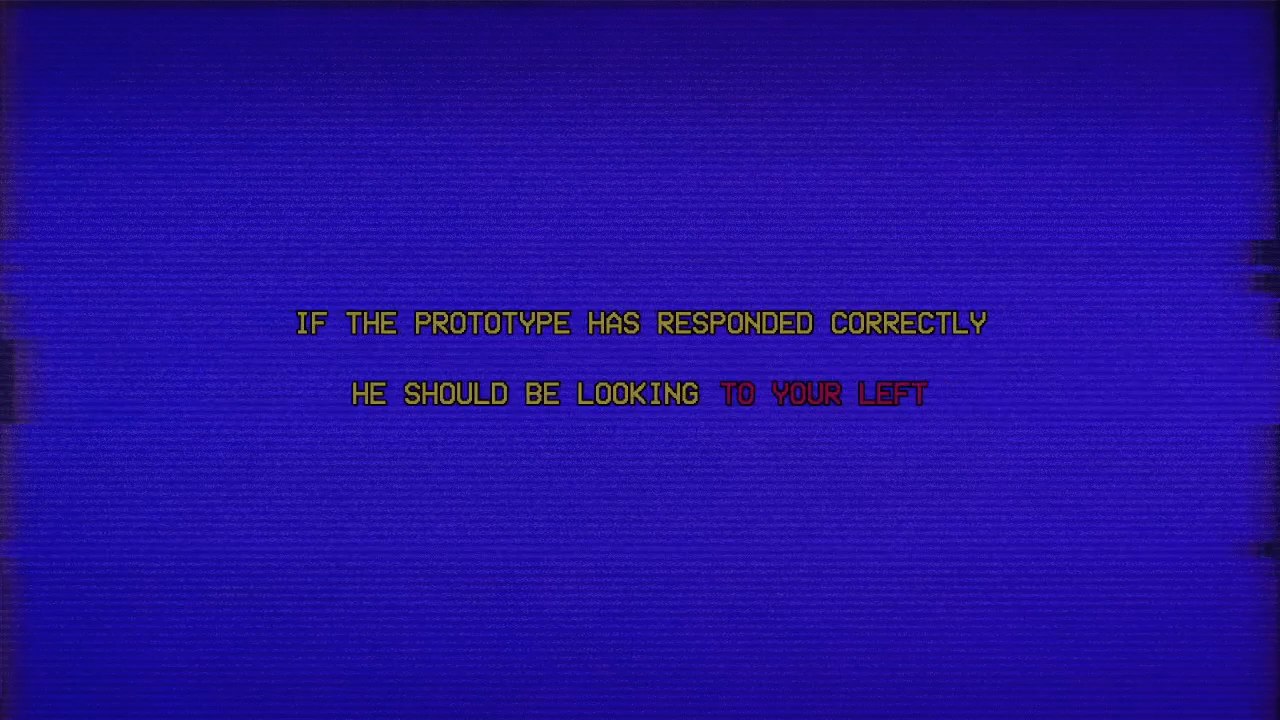 IF THE PROTOTYPE HAS RESPONDED CORRECTLY
HE SHOULD BE LOOKING TO YOUR LEFT